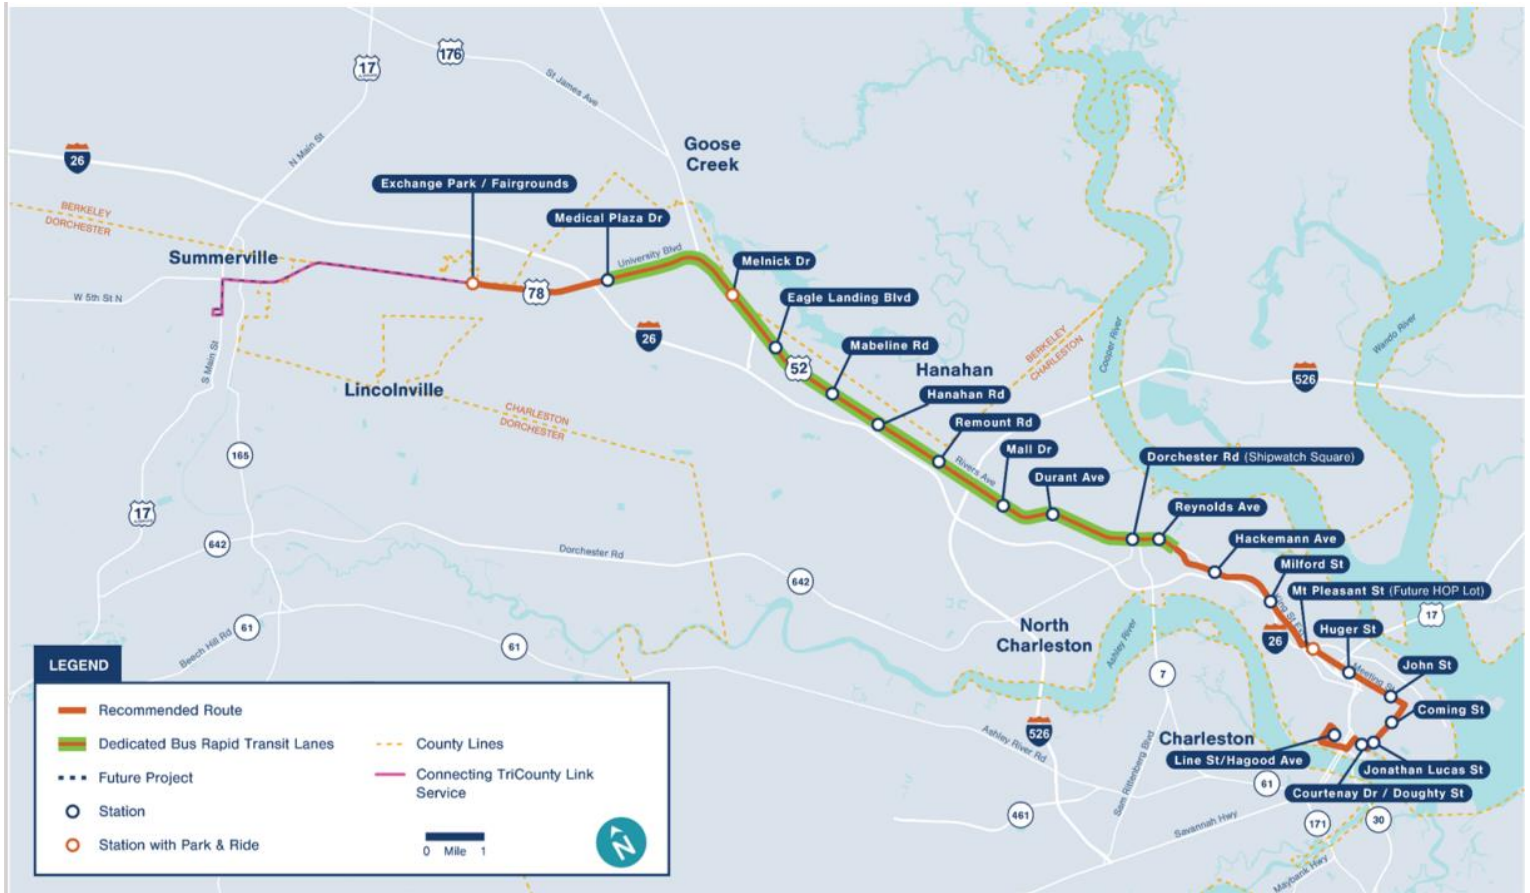 176
17
St James Ave
N Main St
26
Goose
Creek
Exchange Park / Fairgrounds
BERKELEY
DORCHESTER
Medical Plaza Dr
Summerville
University Blvd
Melnick Dr
W 5th St N
78
Eagle Landing Blvd
26
BERKELEY
CHARLESTON
Cooper River
Wando River
S Main St
Mabeline Rd
52
Hanahan
526
Lincolnville
Hanahan Rd
CHARLESTON
DORCHESTER
Remount Rd
165
Mall Dr
Dorchester Rd (Shipwatch Square)
Rivers Ave
Durant Ave
17
Reynolds Ave
642
Dorchester Rd
Hackemann Ave
Milford St
642
Mt Pleasant St (Future HOP Lot)
King St Ext
17
61
Beech Hill Rd
61
North
Charleston
Ashley River
26
Huger St
John St
7
Meeting St
Coming St
526
Ashley River Rd
Charleston
Line St/Hagood Ave
Jonathan Lucas St
Courtenay Dr / Doughty St
61
Sam Rittenberg Blvd
461
Savannah Hwy
171
30
Maybank Hwy
LEGEND
Recommended Route
Dedicated Bus Rapid Transit Lanes
Future Project
Station
Station with Park & Ride
County Lines
Connecting TriCounty Link
Service
0 Mile 1
N